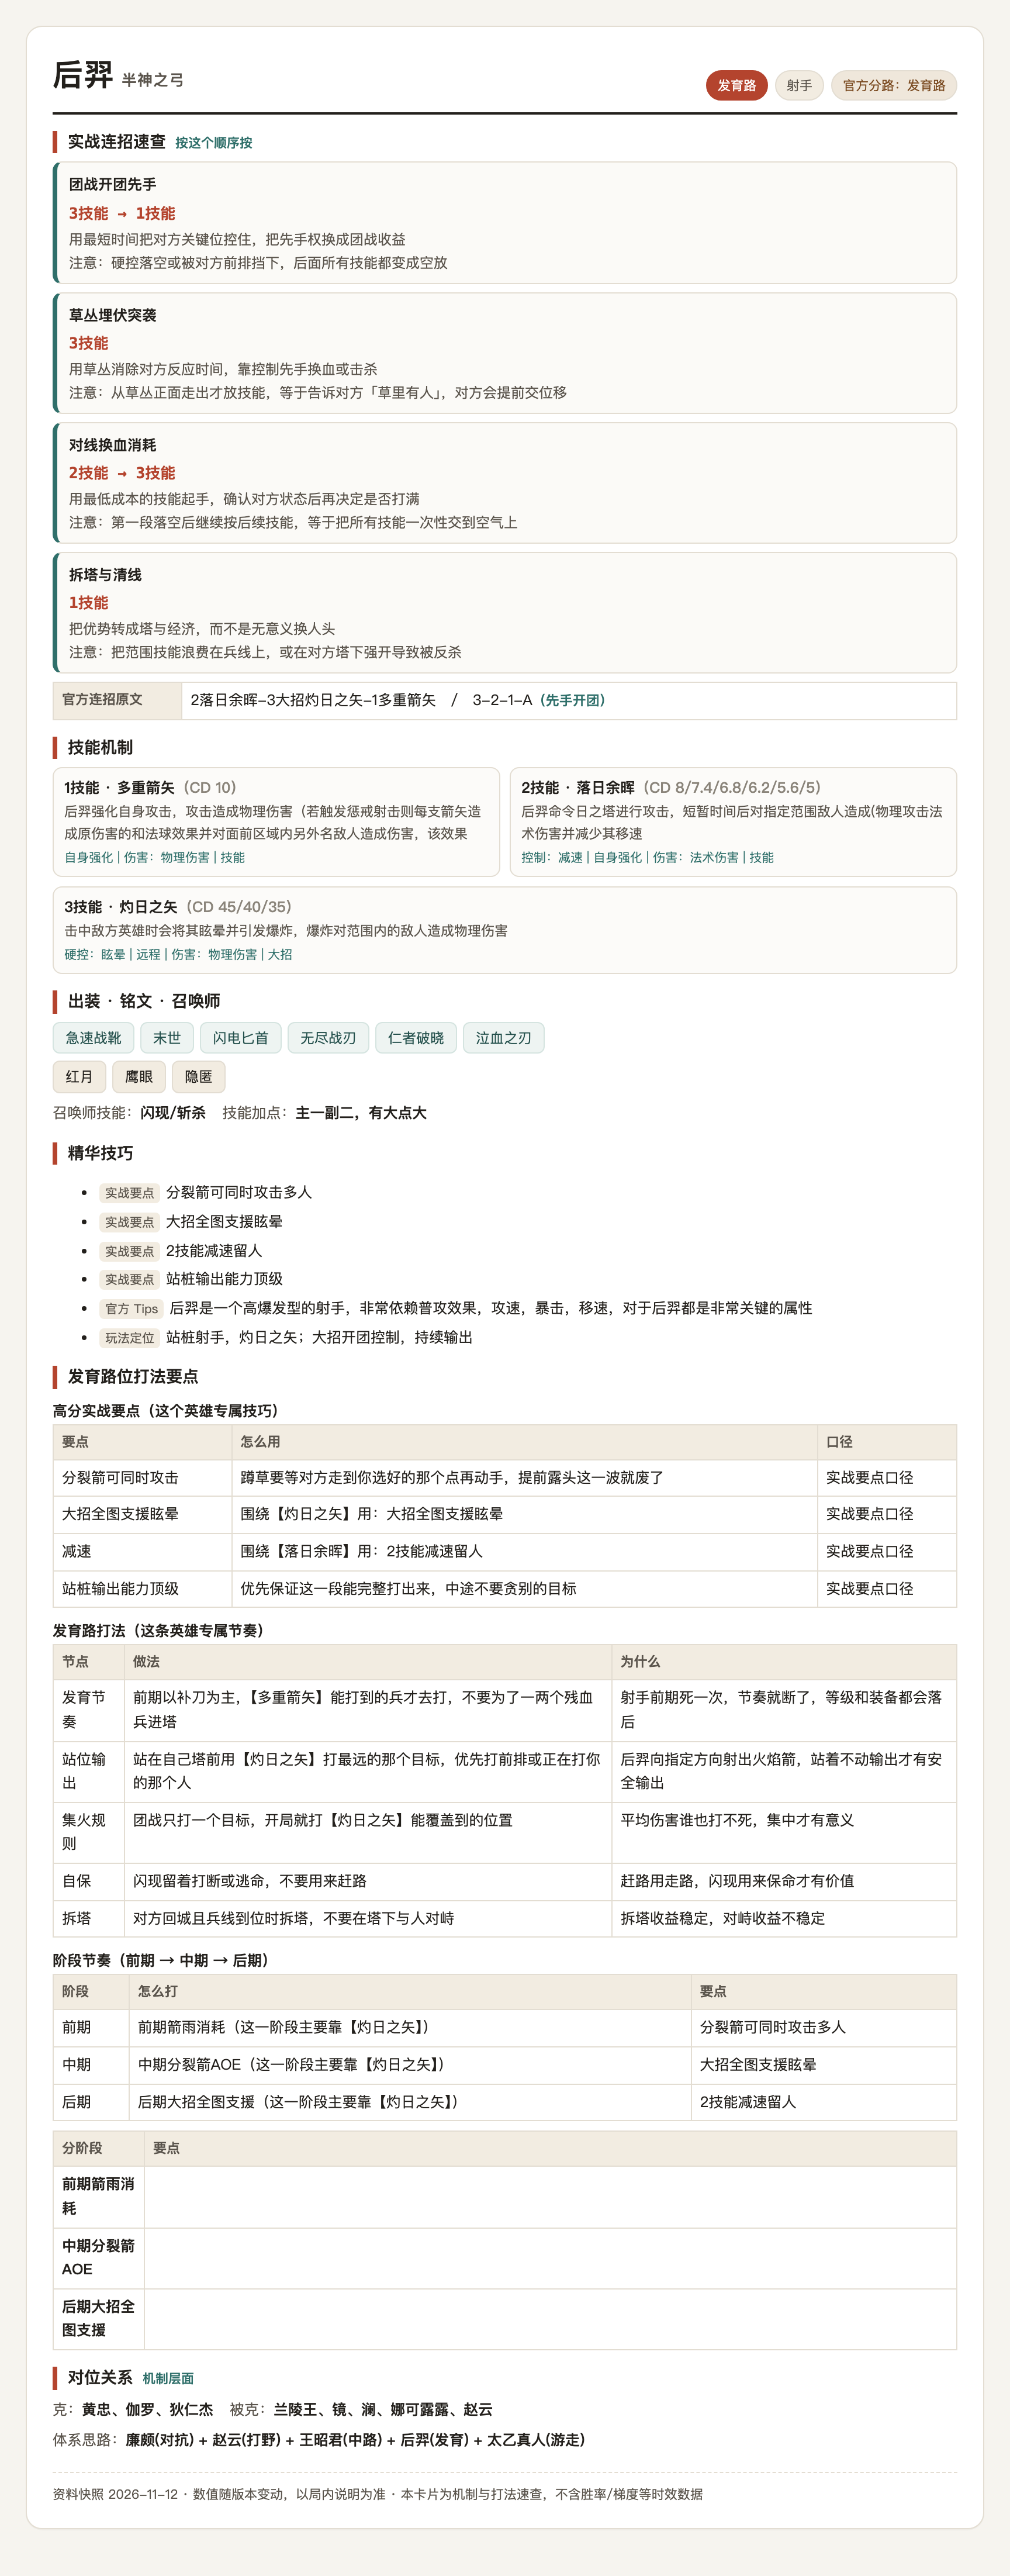 后羿 半神之弓
发育路 射手 官方分路：发育路
实战连招速查 按这个顺序按
团战开团先手
3技能 → 1技能
用最短时间把对方关键位控住，把先手权换成团战收益
注意：硬控落空或被对方前排挡下，后面所有技能都变成空放
草丛埋伏突袭
3技能
用草丛消除对方反应时间，靠控制先手换血或击杀
注意：从草丛正面走出才放技能，等于告诉对方「草里有人」，对方会提前交位移
对线换血消耗
2技能 → 3技能
用最低成本的技能起手，确认对方状态后再决定是否打满
注意：第一段落空后继续按后续技能，等于把所有技能一次性交到空气上
拆塔与清线
1技能
把优势转成塔与经济，而不是无意义换人头
注意：把范围技能浪费在兵线上，或在对方塔下强开导致被反杀
官方连招原文 2落日余晖–3大招灼日之矢–1多重箭矢 / 3–2–1–A（先手开团）
技能机制
1技能 · 多重箭矢（CD 10）
后羿强化自身攻击，攻击造成物理伤害（若触发惩戒射击则每支箭矢造
成原伤害的和法球效果并对面前区域内另外名敌人造成伤害，该效果
自身强化 | 伤害：物理伤害 | 技能
2技能 · 落日余晖（CD 8/7.4/6.8/6.2/5.6/5）
后羿命令日之塔进行攻击，短暂时间后对指定范围敌人造成(物理攻击法
术伤害并减少其移速
控制：减速 | 自身强化 | 伤害：法术伤害 | 技能
3技能 · 灼日之矢（CD 45/40/35）
击中敌方英雄时会将其眩晕并引发爆炸，爆炸对范围内的敌人造成物理伤害
硬控：眩晕 | 远程 | 伤害：物理伤害 | 大招
出装 · 铭文 · 召唤师
急速战靴 末世 闪电匕首 无尽战刃 仁者破晓 泣血之刃
红月 鹰眼 隐匿
召唤师技能：闪现/斩杀 技能加点：主一副二，有大点大
精华技巧
• 实战要点 分裂箭可同时攻击多人
• 实战要点 大招全图支援眩晕
• 实战要点 2技能减速留人
• 实战要点 站桩输出能力顶级
• 官方 Tips 后羿是一个高爆发型的射手，非常依赖普攻效果，攻速，暴击，移速，对于后羿都是非常关键的属性
• 玩法定位 站桩射手，灼日之矢；大招开团控制，持续输出
发育路位打法要点
高分实战要点（这个英雄专属技巧）
要点 怎么用 口径
分裂箭可同时攻击 蹲草要等对方走到你选好的那个点再动手，提前露头这一波就废了 实战要点口径
大招全图支援眩晕 围绕【灼日之矢】用：大招全图支援眩晕 实战要点口径
减速 围绕【落日余晖】用：2技能减速留人 实战要点口径
站桩输出能力顶级 优先保证这一段能完整打出来，中途不要贪别的目标 实战要点口径
发育路打法（这条英雄专属节奏）
节点 做法 为什么
发育节
奏 前期以补刀为主，【多重箭矢】能打到的兵才去打，不要为了一两个残血
兵进塔 射手前期死一次，节奏就断了，等级和装备都会落
后
站位输
出 站在自己塔前用【灼日之矢】打最远的那个目标，优先打前排或正在打你
的那个人 后羿向指定方向射出火焰箭，站着不动输出才有安
全输出
集火规
则 团战只打一个目标，开局就打【灼日之矢】能覆盖到的位置 平均伤害谁也打不死，集中才有意义
自保 闪现留着打断或逃命，不要用来赶路 赶路用走路，闪现用来保命才有价值
拆塔 对方回城且兵线到位时拆塔，不要在塔下与人对峙 拆塔收益稳定，对峙收益不稳定
阶段节奏（前期 → 中期 → 后期）
阶段 怎么打 要点
前期 前期箭雨消耗（这一阶段主要靠【灼日之矢】） 分裂箭可同时攻击多人
中期 中期分裂箭AOE（这一阶段主要靠【灼日之矢】） 大招全图支援眩晕
后期 后期大招全图支援（这一阶段主要靠【灼日之矢】） 2技能减速留人
分阶段 要点
前期箭雨消
耗
中期分裂箭
AOE
后期大招全
图支援
对位关系 机制层面
克：黄忠、伽罗、狄仁杰 被克：兰陵王、镜、澜、娜可露露、赵云
体系思路：廉颇(对抗) + 赵云(打野) + 王昭君(中路) + 后羿(发育) + 太乙真人(游走)
资料快照 2026–11–12 · 数值随版本变动，以局内说明为准 · 本卡片为机制与打法速查，不含胜率/梯度等时效数据